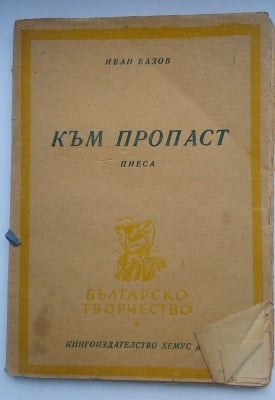 ИВАН ВАЗОВ
КЪМ ПРОПАСТ
ПИЕСА
БЪЛГАРСКО
ТВОРЧЕСТВО
КНИГОИЗДАТЕЛСТВО ХЕМУС